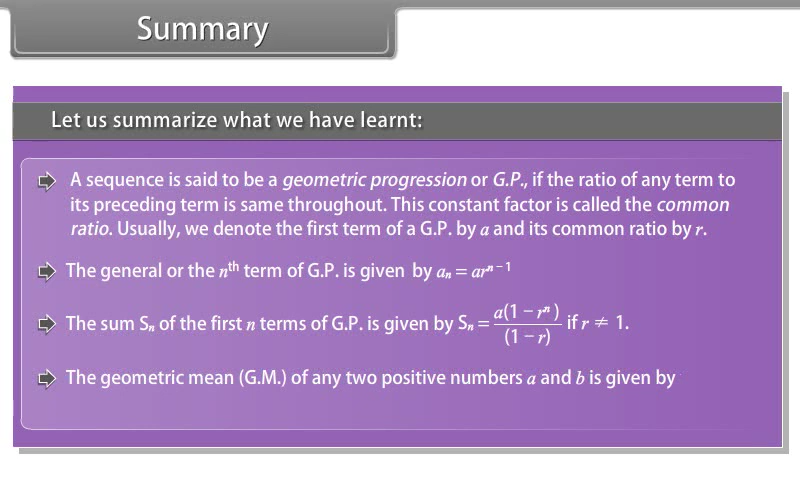 Summary
Let us summarize what we have learnt:
A sequence is said to be a geometric progression or G.P., if the ratio of any term to
its preceding term is same throughout. This constant factor is called the common
ratio. Usually, we denote the first term of a G.P. by a and its common ratio by r.
The general or the nᵗʰ term of G.P. is given by aₙ = arⁿ⁻¹
The sum Sₙ of the first n terms of G.P. is given by Sₙ = a(1 − rⁿ) / (1 − r) if r ≠ 1.
The geometric mean (G.M.) of any two positive numbers a and b is given by